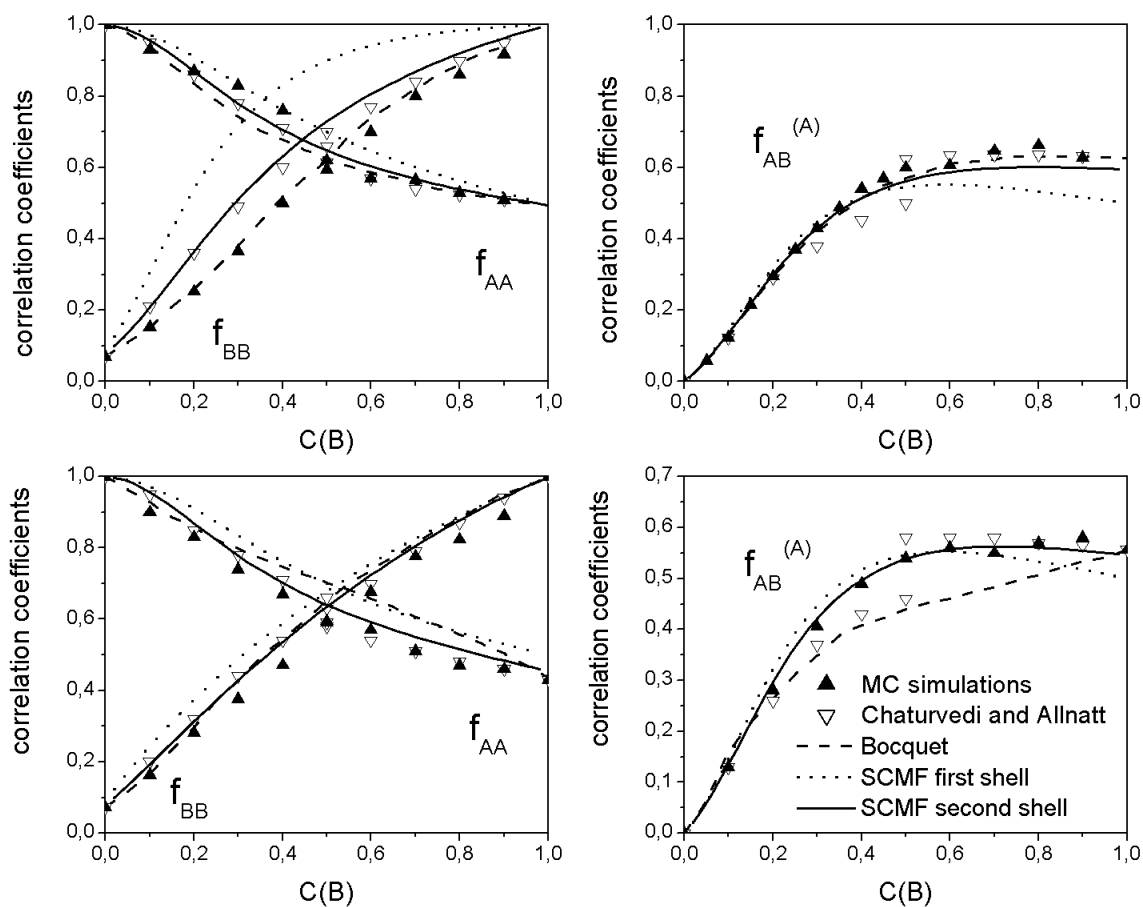 correlation coefficients
1,0
0,8
0,6
0,4
0,2
0,0
f BB
f AA
0,0 0,2 0,4 0,6 0,8 1,0
C(B)
correlation coefficients
1,0
0,8
0,6
0,4
0,2
0,0
f AB (A)
0,0 0,2 0,4 0,6 0,8 1,0
C(B)
correlation coefficients
1,0
0,8
0,6
0,4
0,2
0,0
f BB
f AA
0,0 0,2 0,4 0,6 0,8 1,0
C(B)
correlation coefficients
0,7
0,6
0,5
0,4
0,3
0,2
0,1
0,0
f AB (A)
MC simulations
Chaturvedi and Allnatt
Bocquet
SCMF first shell
SCMF second shell
0,0 0,2 0,4 0,6 0,8 1,0
C(B)